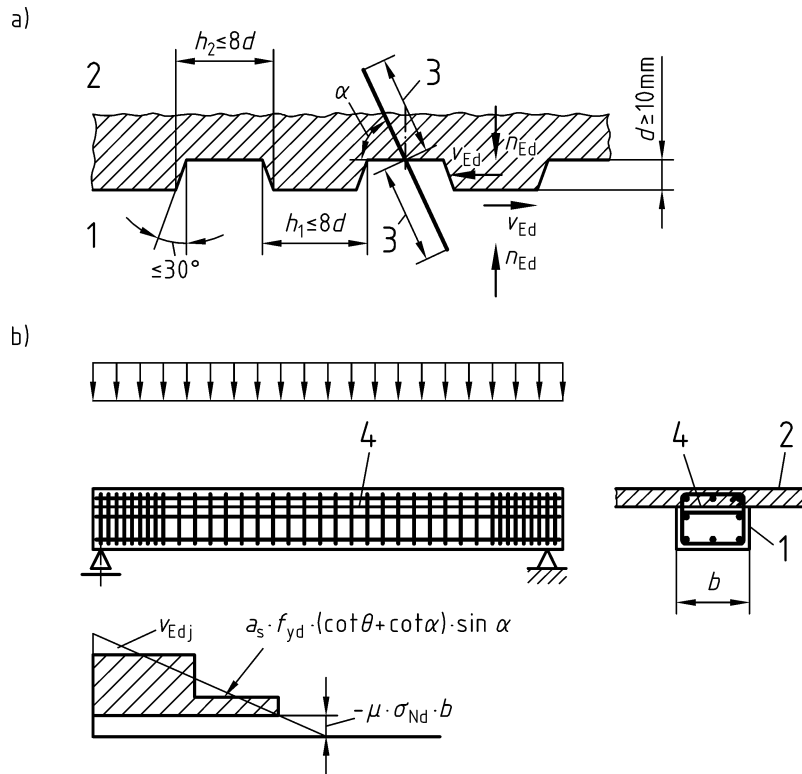 a)
h₂≤8d
2
3
α
d≥10mm
n_Ed
v_Ed
1
h₁≤8d
3
v_Ed
≤30°
n_Ed
b)
4
4
2
1
b
v_Edj
a_s·f_yd·(cotθ+cotα)·sin α
−μ·σ_Nd·b